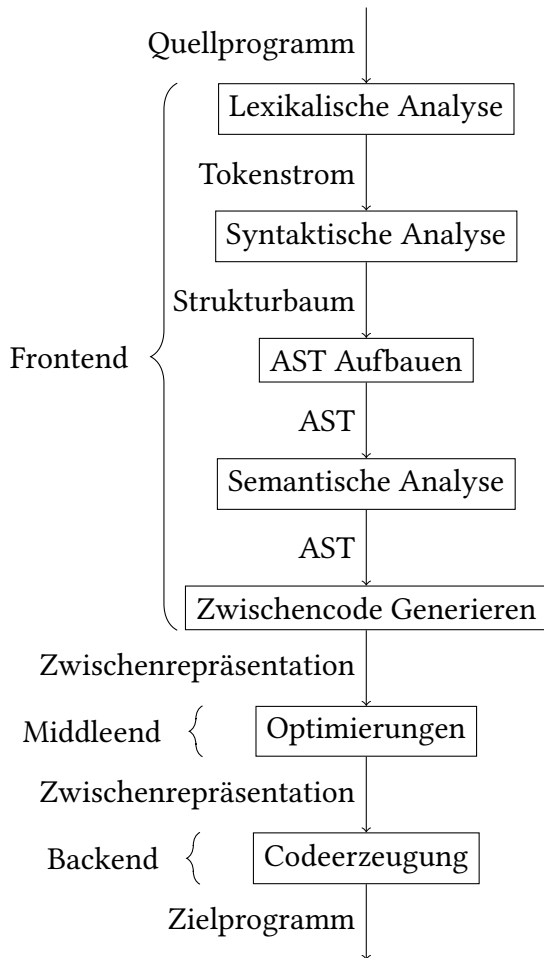 Quellprogramm
Lexikalische Analyse
Tokenstrom
Syntaktische Analyse
Strukturbaum
Frontend
AST Aufbauen
AST
Semantische Analyse
AST
Zwischencode Generieren
Zwischenrepräsentation
Middleend
Optimierungen
Zwischenrepräsentation
Backend
Codeerzeugung
Zielprogramm